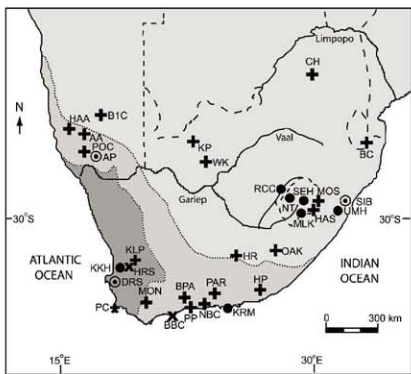 Limpopo
CH
N
HAA
B1C
AA
POC
AP
KP
WK
Vaal
BC
Gariep
RCC
SEH
MOS
NT
SIB
UMH
MLK
HAS
30°S
30°S
KLP
KKH
HRS
DRS
HR
OAK
ATLANTIC
OCEAN
INDIAN
OCEAN
MON
BPA
PAR
HP
PC
BBC
PP
NBC
KRM
0
300 km
15°E
30°E